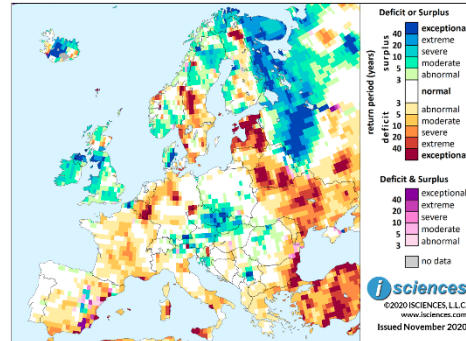 Deficit or Surplus
exceptional
40
extreme
20
severe
10
moderate
5
abnormal
3
normal
3
abnormal
5
moderate
10
severe
20
extreme
40
exceptional
surplus
deficit
return period (years)
Deficit & Surplus
exceptional
40
extreme
20
severe
10
moderate
5
abnormal
3
no data
isciences
©2020 ISCIENCES, L.L.C.
www.isciences.com
Issued November 2020